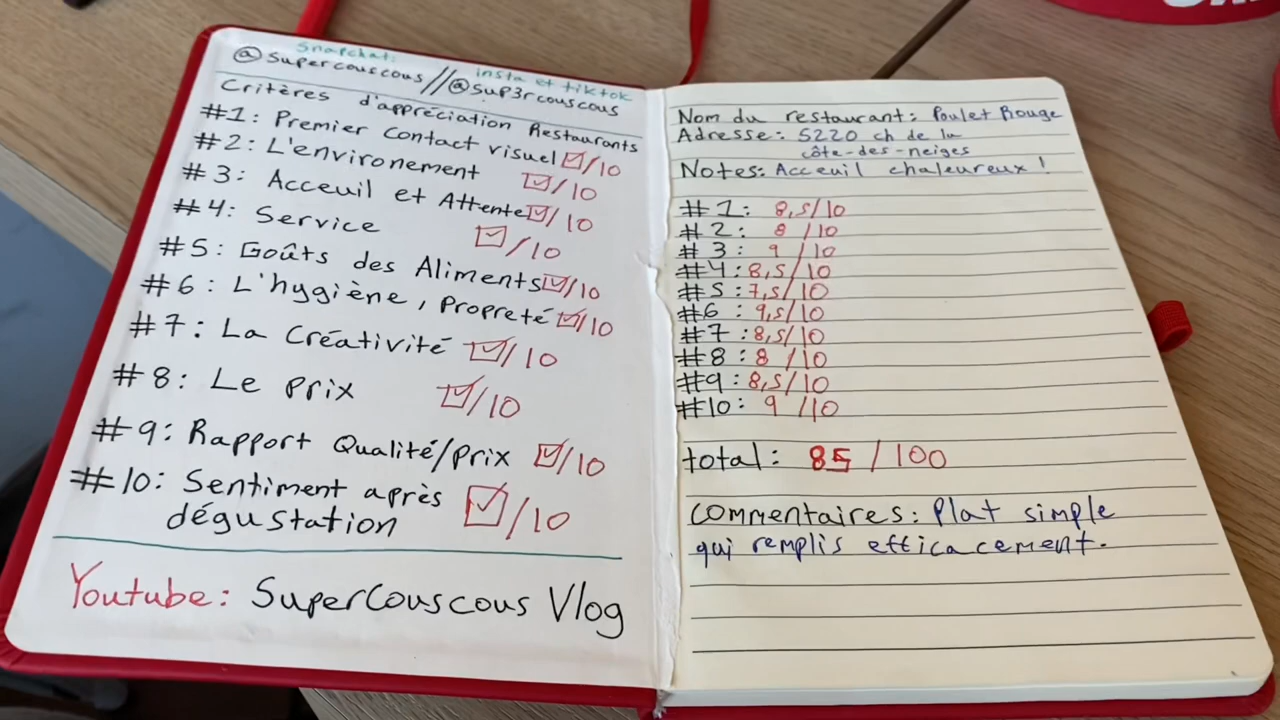 Snapchat:
@supercouscous // insta et tiktok
@sup3rcouscous
Critères d'appréciation Restaurants
#1: Premier Contact visuel ☑/10
#2: L'environement ☑/10
#3: Acceuil et Attente ☑/10
#4: Service ☑/10
#5: Goûts des Aliments ☑/10
#6: L'hygiène, propreté ☑/10
#7: La Créativité ☑/10
#8: Le prix ☑/10
#9: Rapport Qualité/prix ☑/10
#10: Sentiment après ☑/10
dégustation
Youtube: SuperCouscous Vlog
Nom du restaurant: Poulet Rouge
Adresse: 5220 ch de la
côte-des-neiges
Notes: Acceuil chaleureux!
#1: 8,5/10
#2: 8/10
#3: 9/10
#4: 8,5/10
#5: 7,5/10
#6: 9,5/10
#7: 8,5/10
#8: 8/10
#9: 8,5/10
#10: 9/10
total: 85/100
Commentaires: Plat simple
qui remplis efficacement.